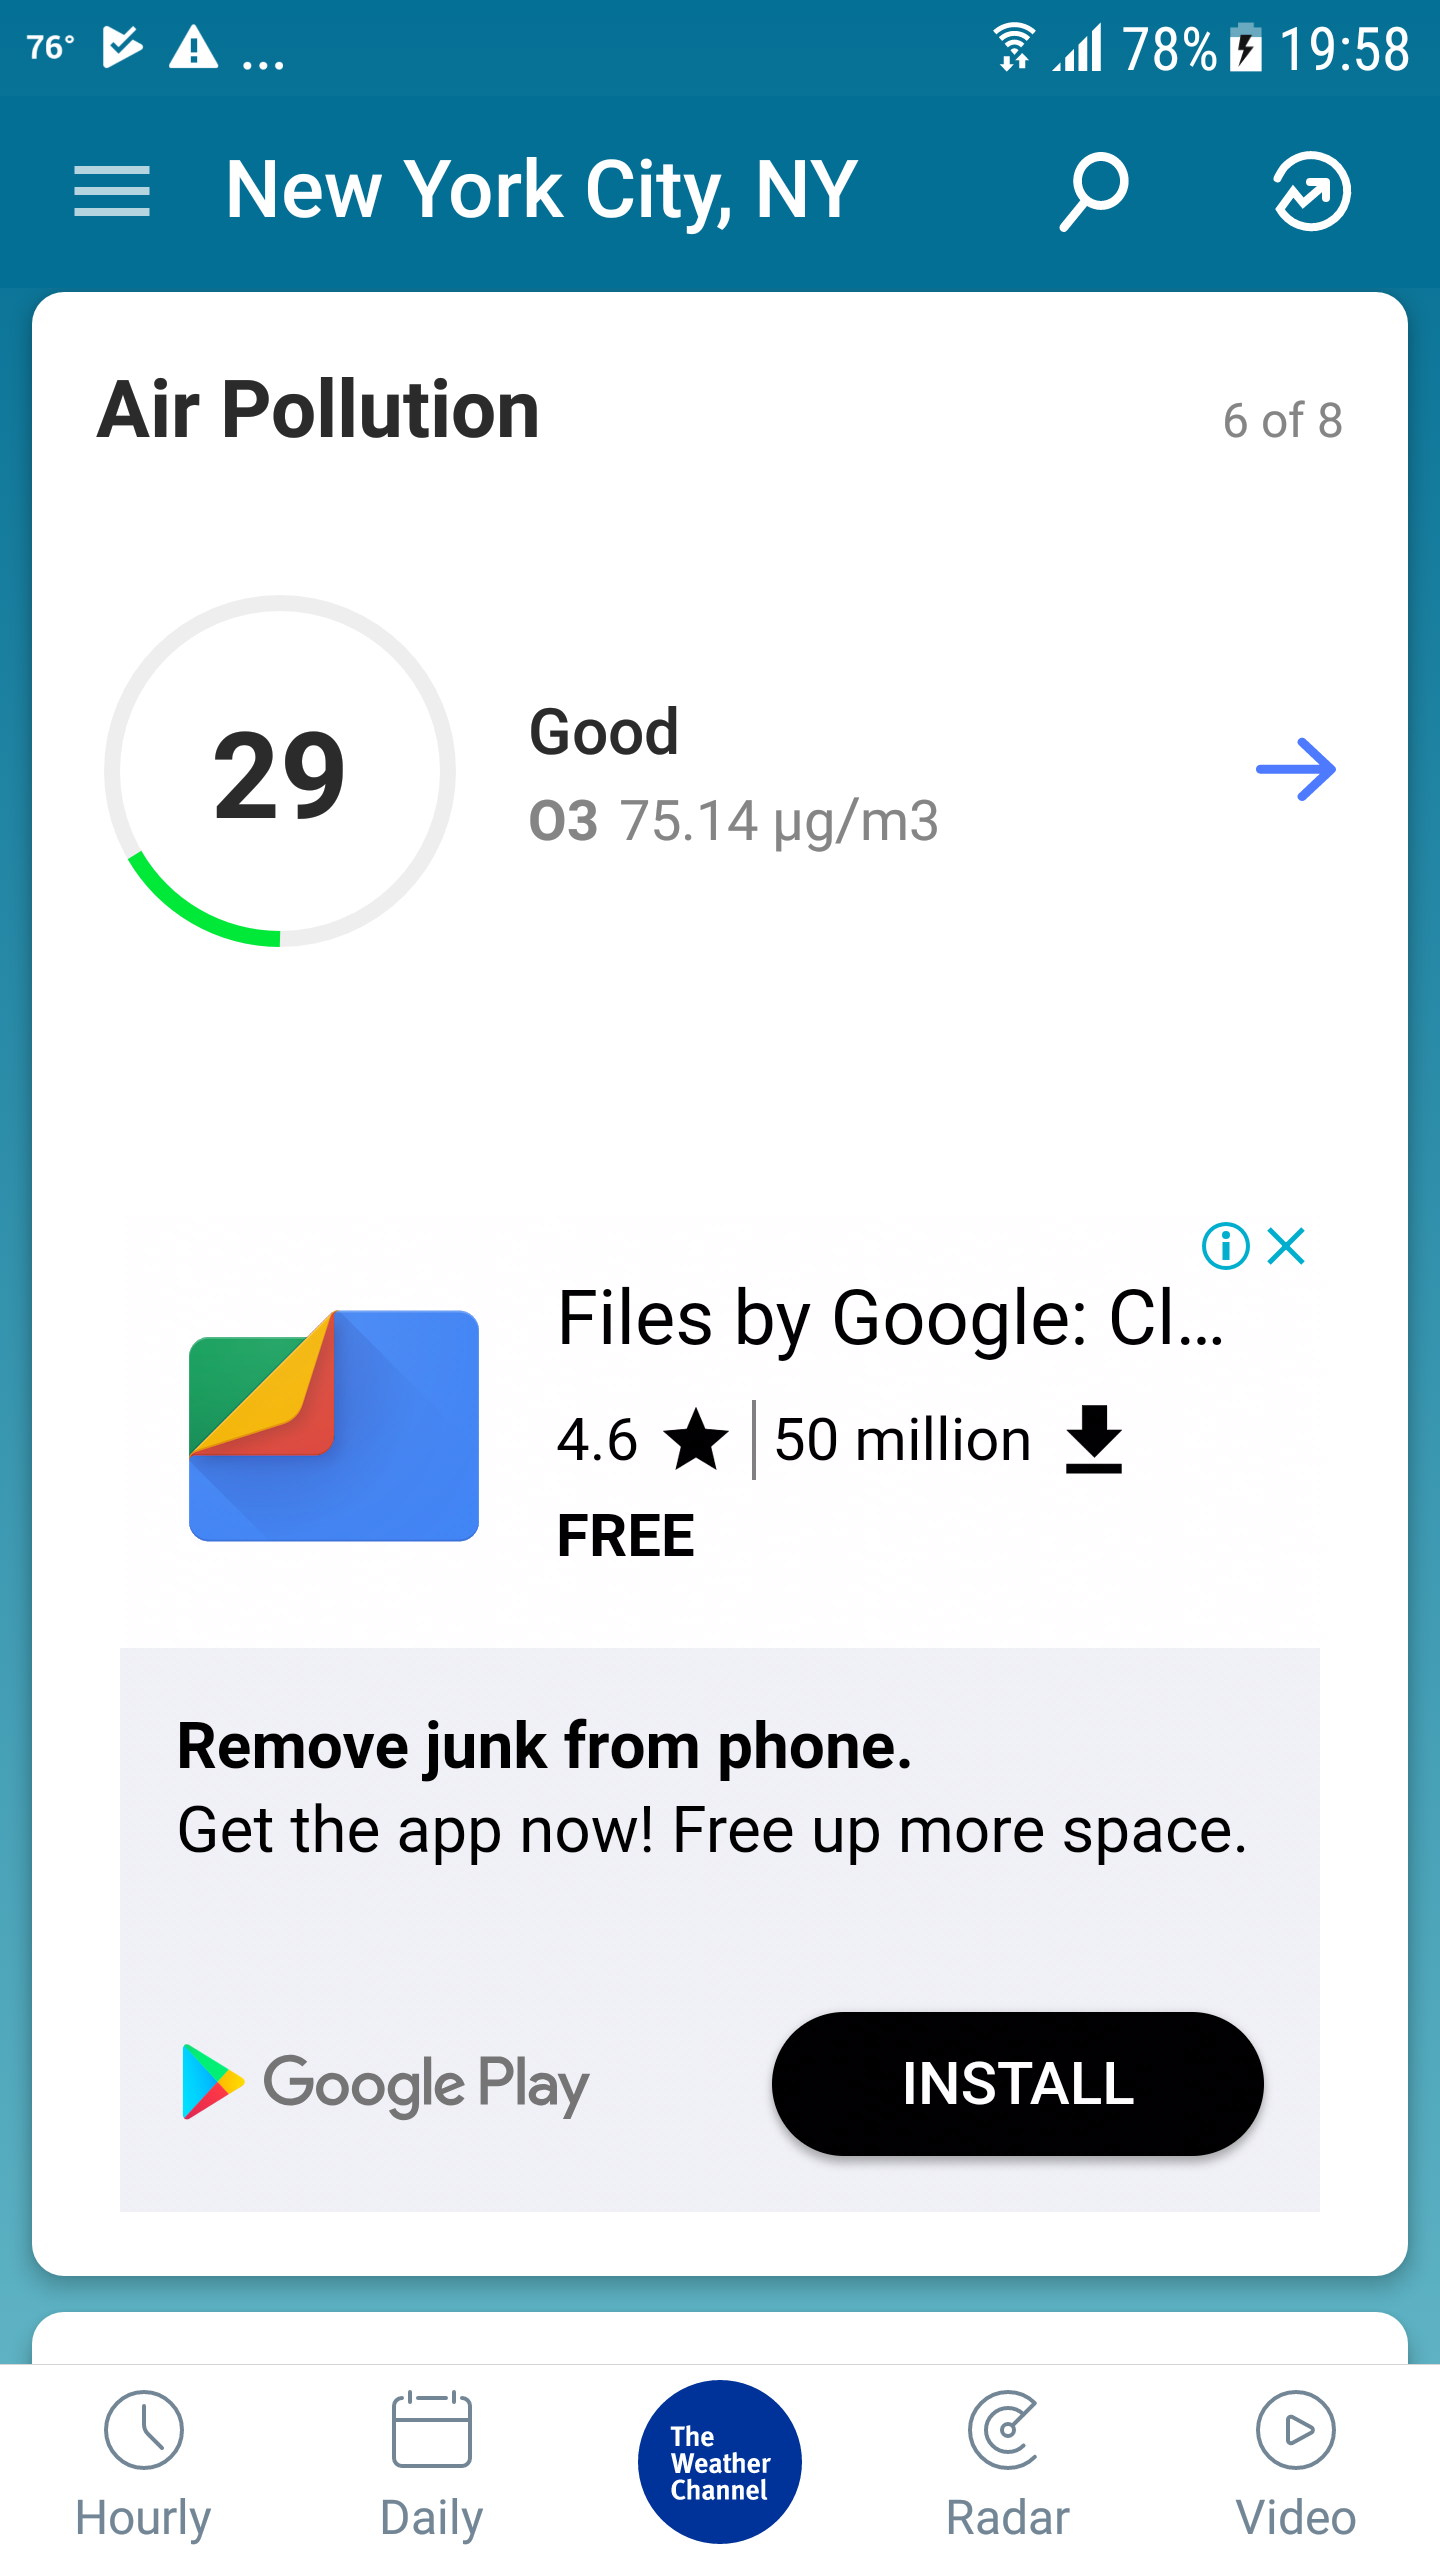 76° ... 78% 19:58
New York City, NY
Air Pollution
6 of 8
29
Good
O3 75.14 µg/m3
Files by Google: Cl...
4.6 50 million
FREE
Remove junk from phone.
Get the app now! Free up more space.
Google Play
INSTALL
Hourly
Daily
The
Weather
Channel
Radar
Video